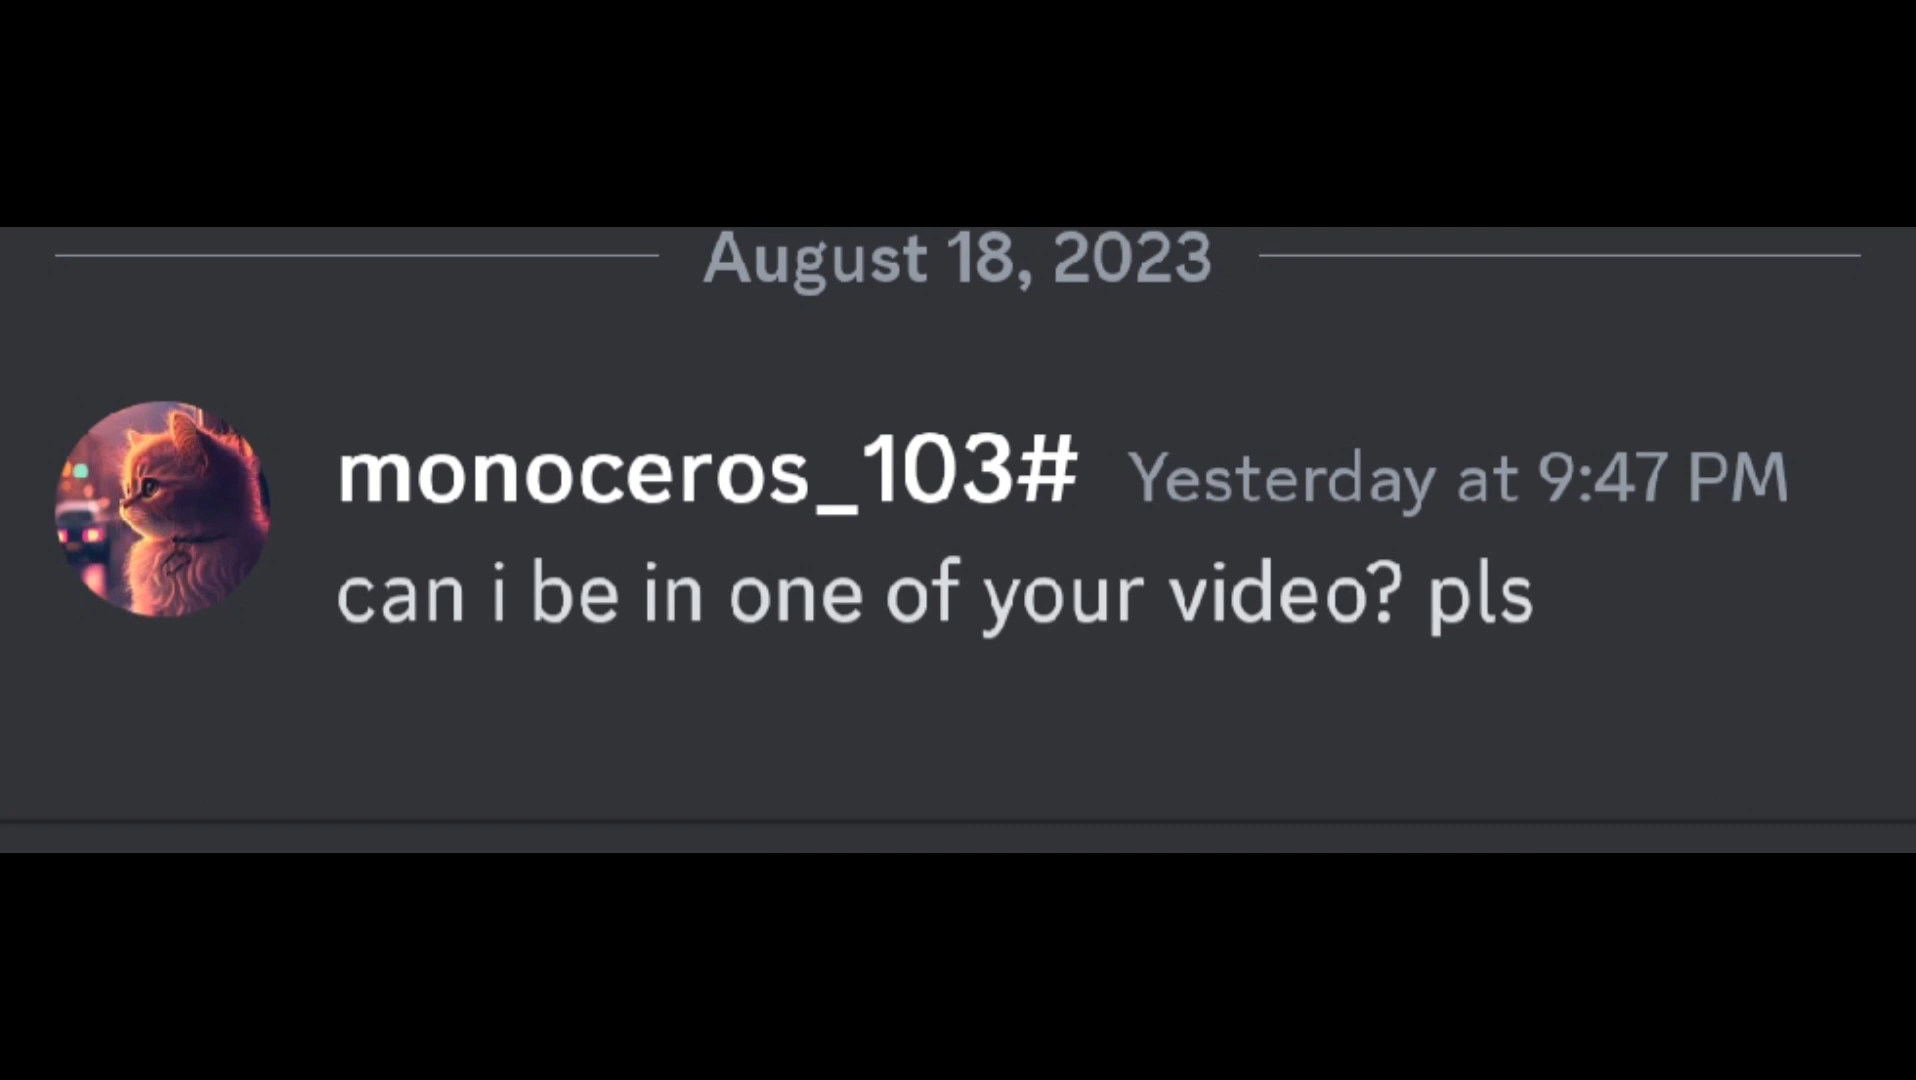 August 18, 2023
monoceros_103# Yesterday at 9:47 PM
can i be in one of your video? pls